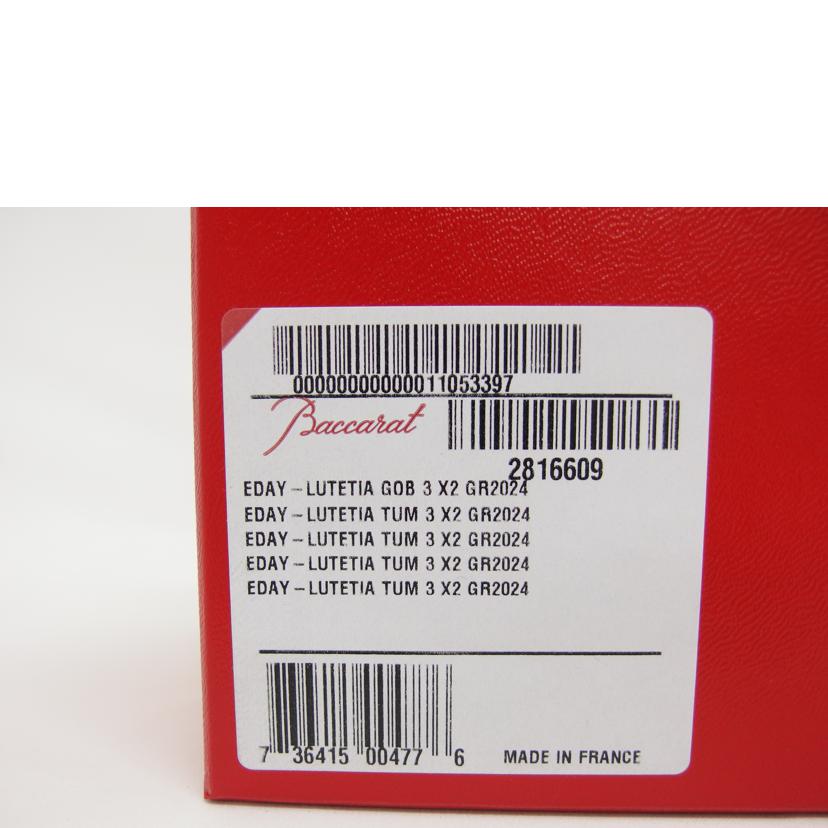 00000000000011053397
Baccarat
2816609
EDAY – LUTETIA GOB 3 X2 GR2024
EDAY – LUTETIA TUM 3 X2 GR2024
EDAY – LUTETIA TUM 3 X2 GR2024
EDAY – LUTETIA TUM 3 X2 GR2024
EDAY – LUTETIA TUM 3 X2 GR2024
7 36415 00477 6 MADE IN FRANCE